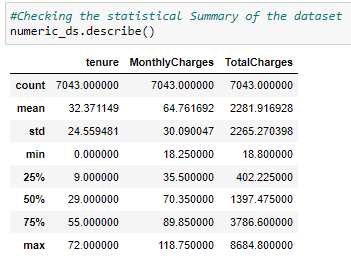 #Checking the statistical Summary of the dataset
numeric_ds.describe()
tenure MonthlyCharges TotalCharges
count 7043.000000 7043.000000 7043.000000
mean 32.371149 64.761692 2281.916928
std 24.559481 30.090047 2265.270398
min 0.000000 18.250000 18.800000
25% 9.000000 35.500000 402.225000
50% 29.000000 70.350000 1397.475000
75% 55.000000 89.850000 3786.600000
max 72.000000 118.750000 8684.800000